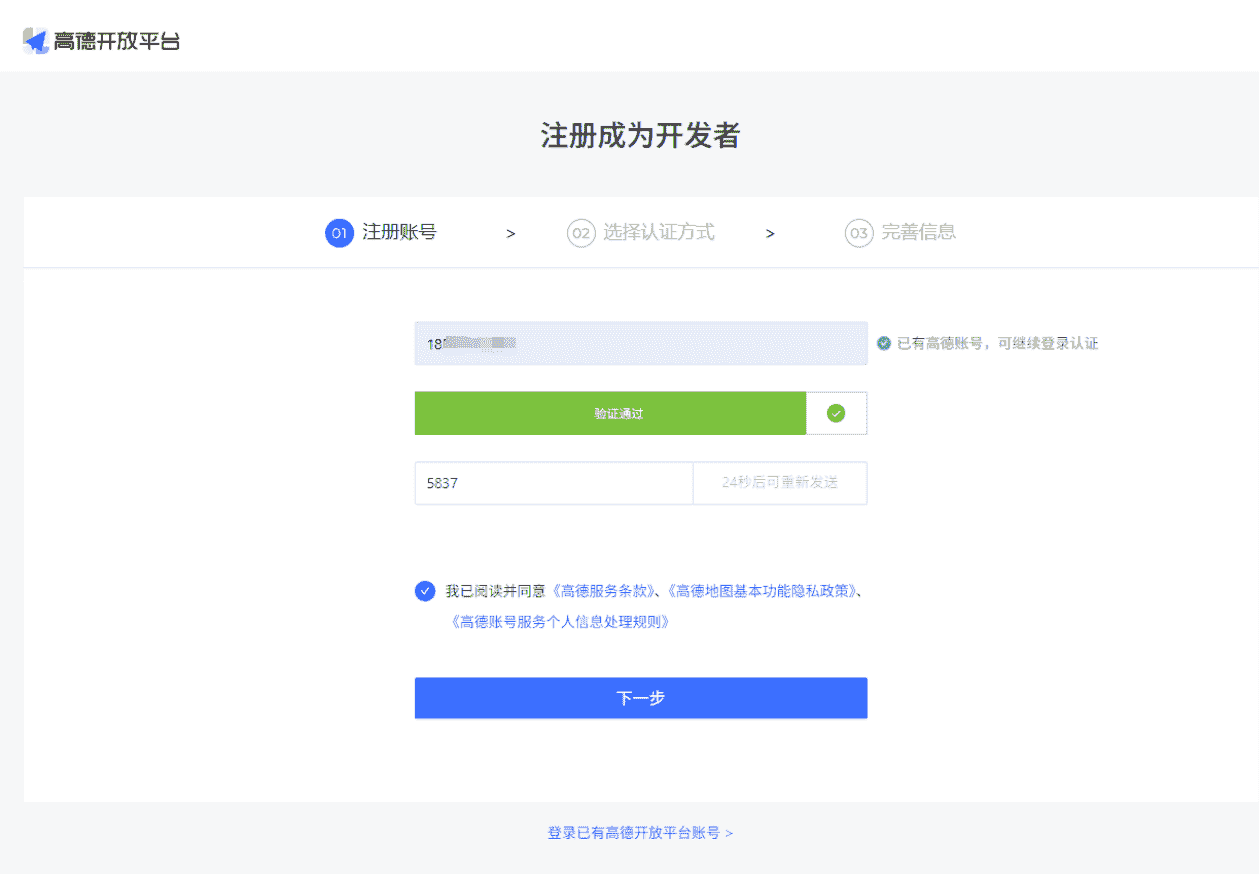 高德开放平台
注册成为开发者
01 注册账号 > 02 选择认证方式 > 03 完善信息
18
已有高德账号，可继续登录认证
验证通过
5837 24秒后可重新发送
我已阅读并同意《高德服务条款》、《高德地图基本功能隐私政策》、
《高德账号服务个人信息处理规则》
下一步
登录已有高德开放平台账号 >